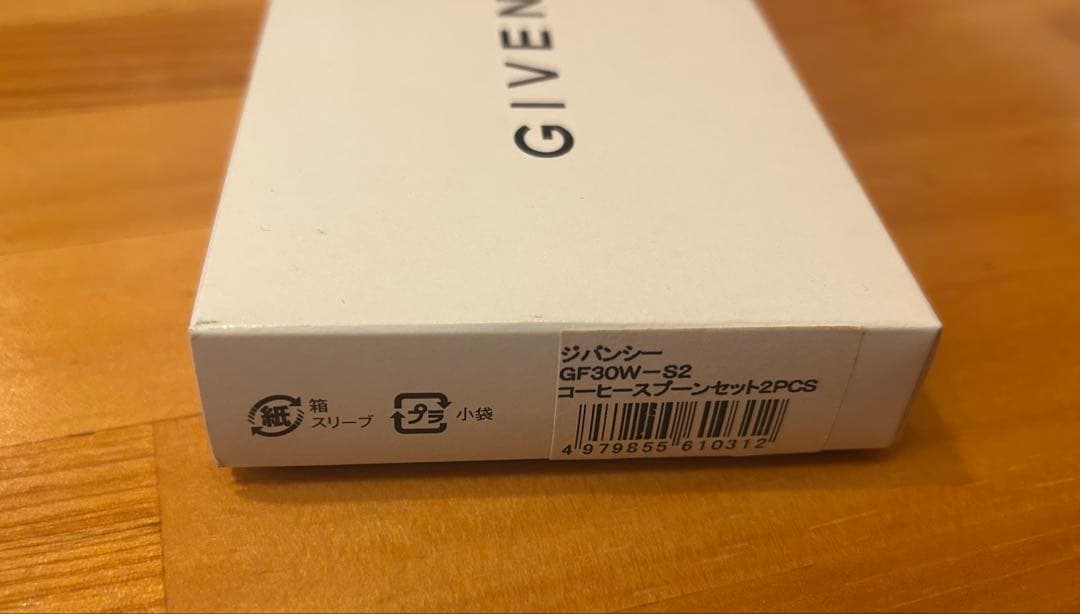 GIVEN
紙
箱
スリーブ
プラ
小袋
ジバンシー
GF30W-S2
コーヒースプーンセット2PCS
4 979855 610312